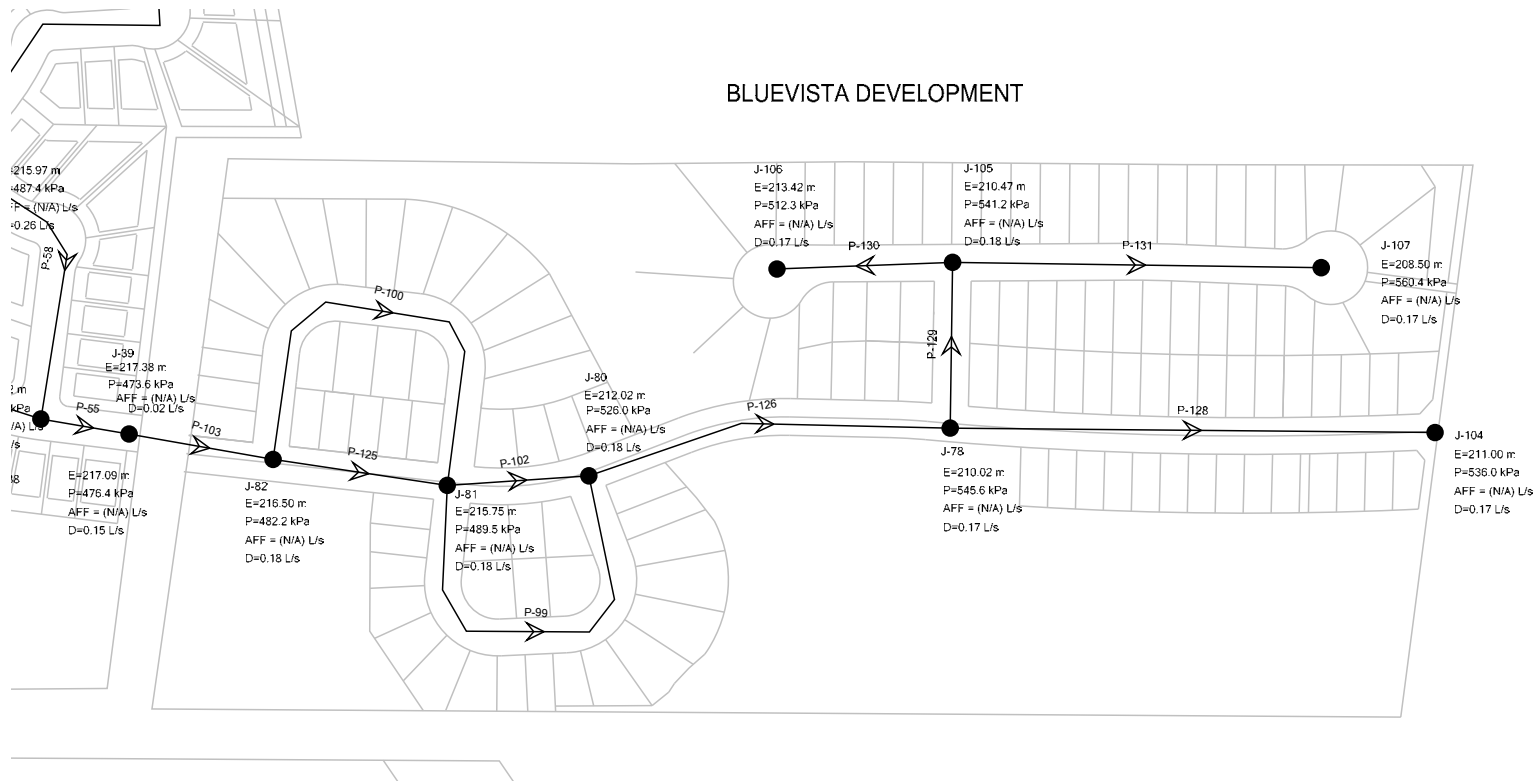 BLUEVISTA DEVELOPMENT
215.97 m
487.4 kPa
= (N/A) L/s
0.26 L/s
P-58
J-106
E=213.42 m
P=512.3 kPa
AFF = (N/A) L/s
D=0.17 L/s
J-105
E=210.47 m
P=541.2 kPa
AFF = (N/A) L/s
D=0.18 L/s
P-130
P-131
J-107
E=208.50 m
P=560.4 kPa
AFF = (N/A) L/s
D=0.17 L/s
P-100
P-129
J-39
E=217.38 m
P=473.6 kPa
AFF = (N/A) L/s
D=0.02 L/s
P-55
P-103
J-80
E=212.02 m
P=526.0 kPa
AFF = (N/A) L/s
D=0.18 L/s
P-126
P-128
P-125
P-102
E=217.09 m
P=476.4 kPa
AFF = (N/A) L/s
D=0.15 L/s
J-82
E=216.50 m
P=482.2 kPa
AFF = (N/A) L/s
D=0.18 L/s
J-81
E=215.75 m
P=489.5 kPa
AFF = (N/A) L/s
D=0.18 L/s
J-78
E=210.02 m
P=545.6 kPa
AFF = (N/A) L/s
D=0.17 L/s
J-104
E=211.00 m
P=536.0 kPa
AFF = (N/A) L/s
D=0.17 L/s
P-99